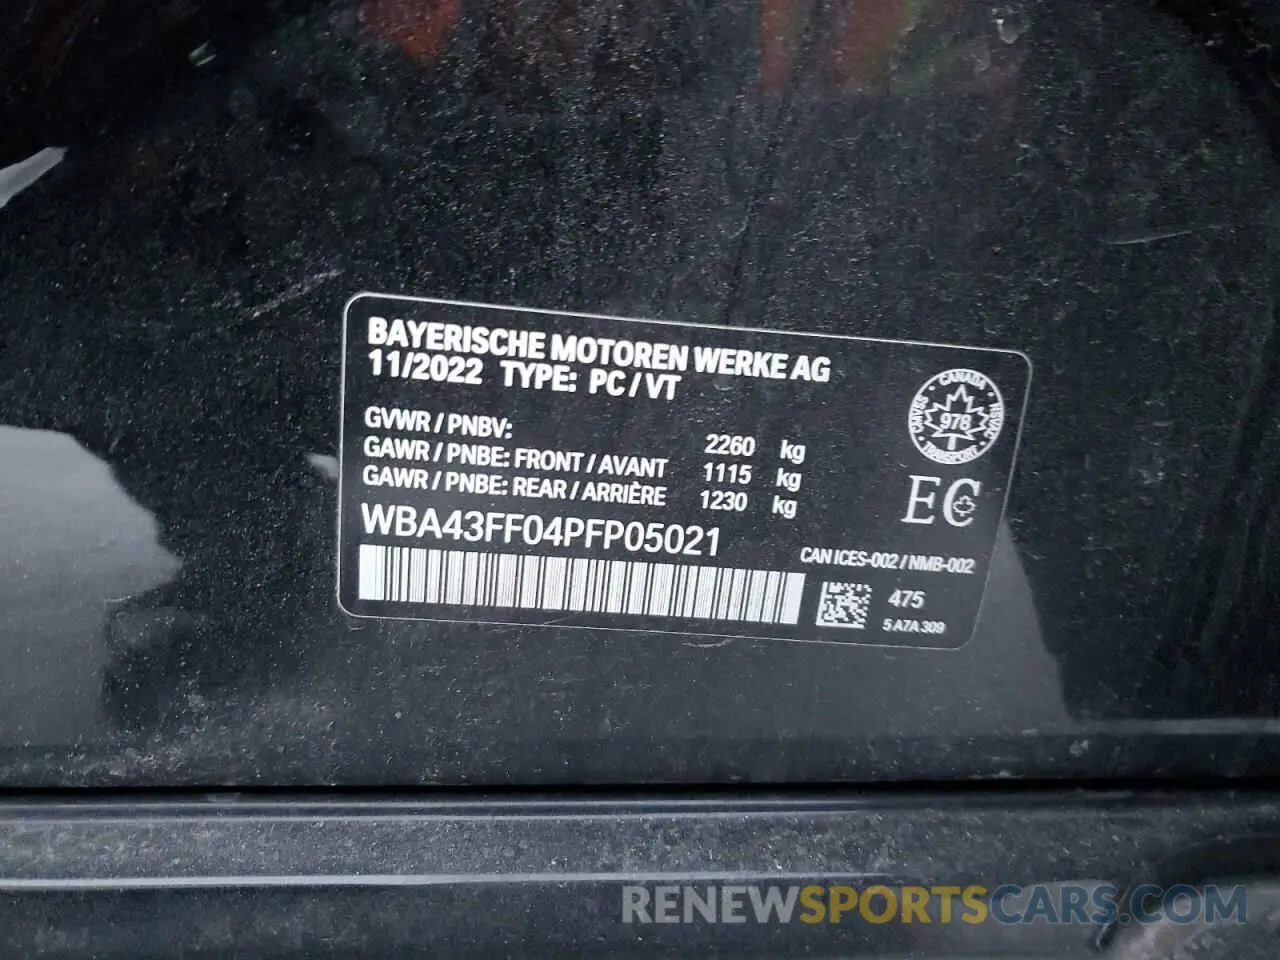 BAYERISCHE MOTOREN WERKE AG
11/2022 TYPE: PC/VT
GVWR / PNBV: 2260 kg
GAWR / PNBE: FRONT / AVANT 1115 kg
GAWR / PNBE: REAR / ARRIÈRE 1230 kg
WBA43FF04PFP05021
CANADA
CMVSS 978 NSVAC
TRANSPORT
EC
CAN ICES-002 / NMB-002
475
5 A7A 309
RENEWSPORTSCARS.COM